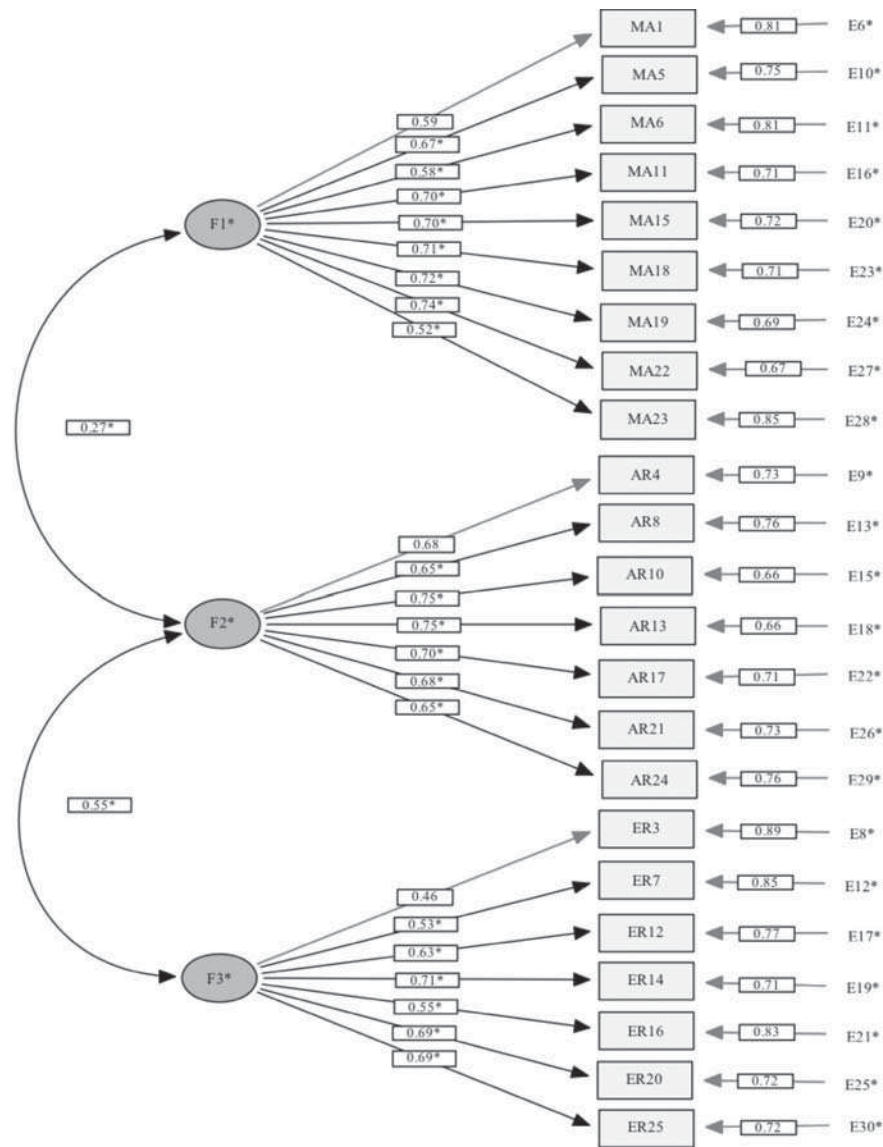 MA1 0.81 E6*
MA5 0.75 E10*
0.59
MA6 0.81 E11*
0.67*
0.58*
MA11 0.71 E16*
0.70*
F1* 0.70* MA15 0.72 E20*
0.71*
MA18 0.71 E23*
0.72*
0.74*
MA19 0.69 E24*
0.52*
MA22 0.67 E27*
MA23 0.85 E28*
0.27*
AR4 0.73 E9*
AR8 0.76 E13*
0.68
0.65*
AR10 0.66 E15*
0.75*
F2* 0.75* AR13 0.66 E18*
0.70*
AR17 0.71 E22*
0.68*
0.65*
AR21 0.73 E26*
AR24 0.76 E29*
0.55*
ER3 0.89 E8*
ER7 0.85 E12*
0.46
0.53*
ER12 0.77 E17*
0.63*
F3* 0.71* ER14 0.71 E19*
0.55*
ER16 0.83 E21*
0.69*
0.69*
ER20 0.72 E25*
ER25 0.72 E30*